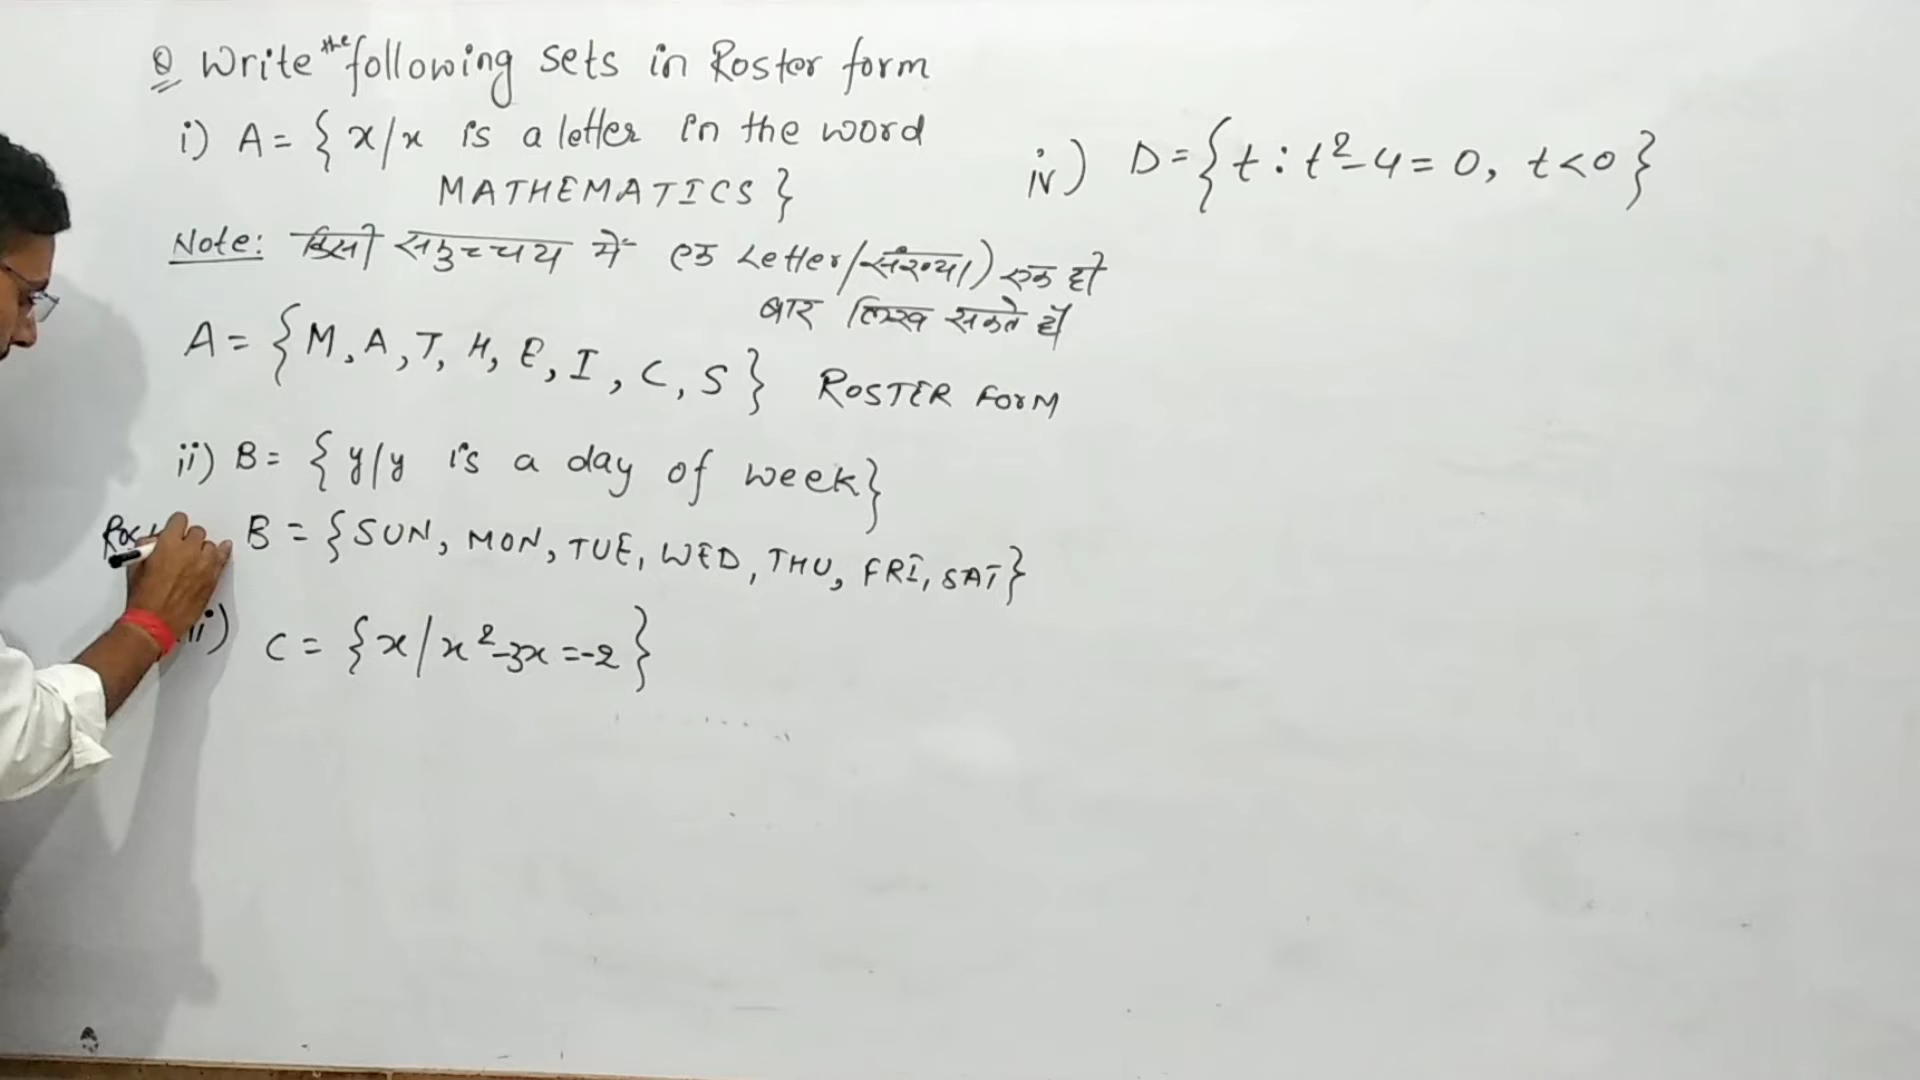 Q Write the following sets in Roster form
i) A = { x/x is a letter in the word
MATHEMATICS }
Note: किसी समुच्चय में एक Letter/संख्या) एक ही
बार लिख सकते हैं
A = { M, A, T, H, E, I, C, S } ROSTER FORM
ii) B = { y/y is a day of week}
B = {SUN, MON, TUE, WED, THU, FRI, SAT}
C = {x/x²-3x=-2}
iv) D = {t : t²-4=0, t<0}